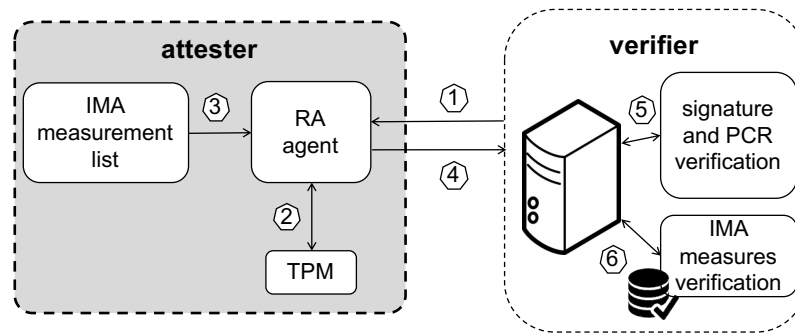 attester
verifier
IMA
measurement
list
3
RA
agent
1
4
2
TPM
5
signature
and PCR
verification
6
IMA
measures
verification